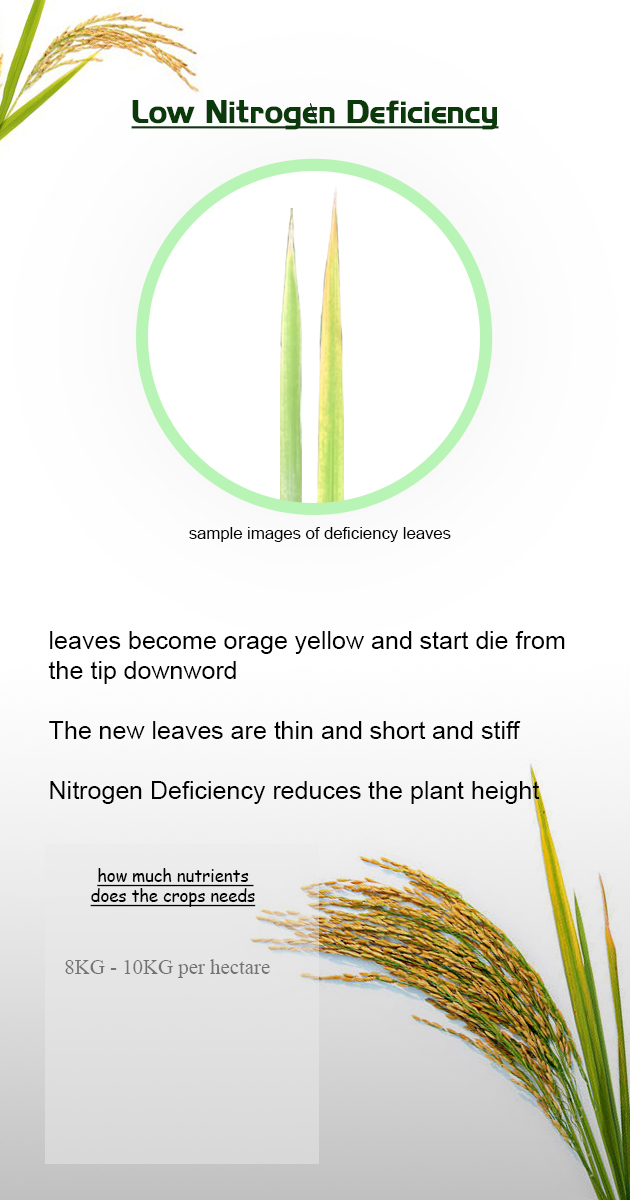 Low Nitrogen Deficiency
sample images of deficiency leaves
leaves become orage yellow and start die from
the tip downword
The new leaves are thin and short and stiff
Nitrogen Deficiency reduces the plant height
how much nutrients
does the crops needs
8KG - 10KG per hectare